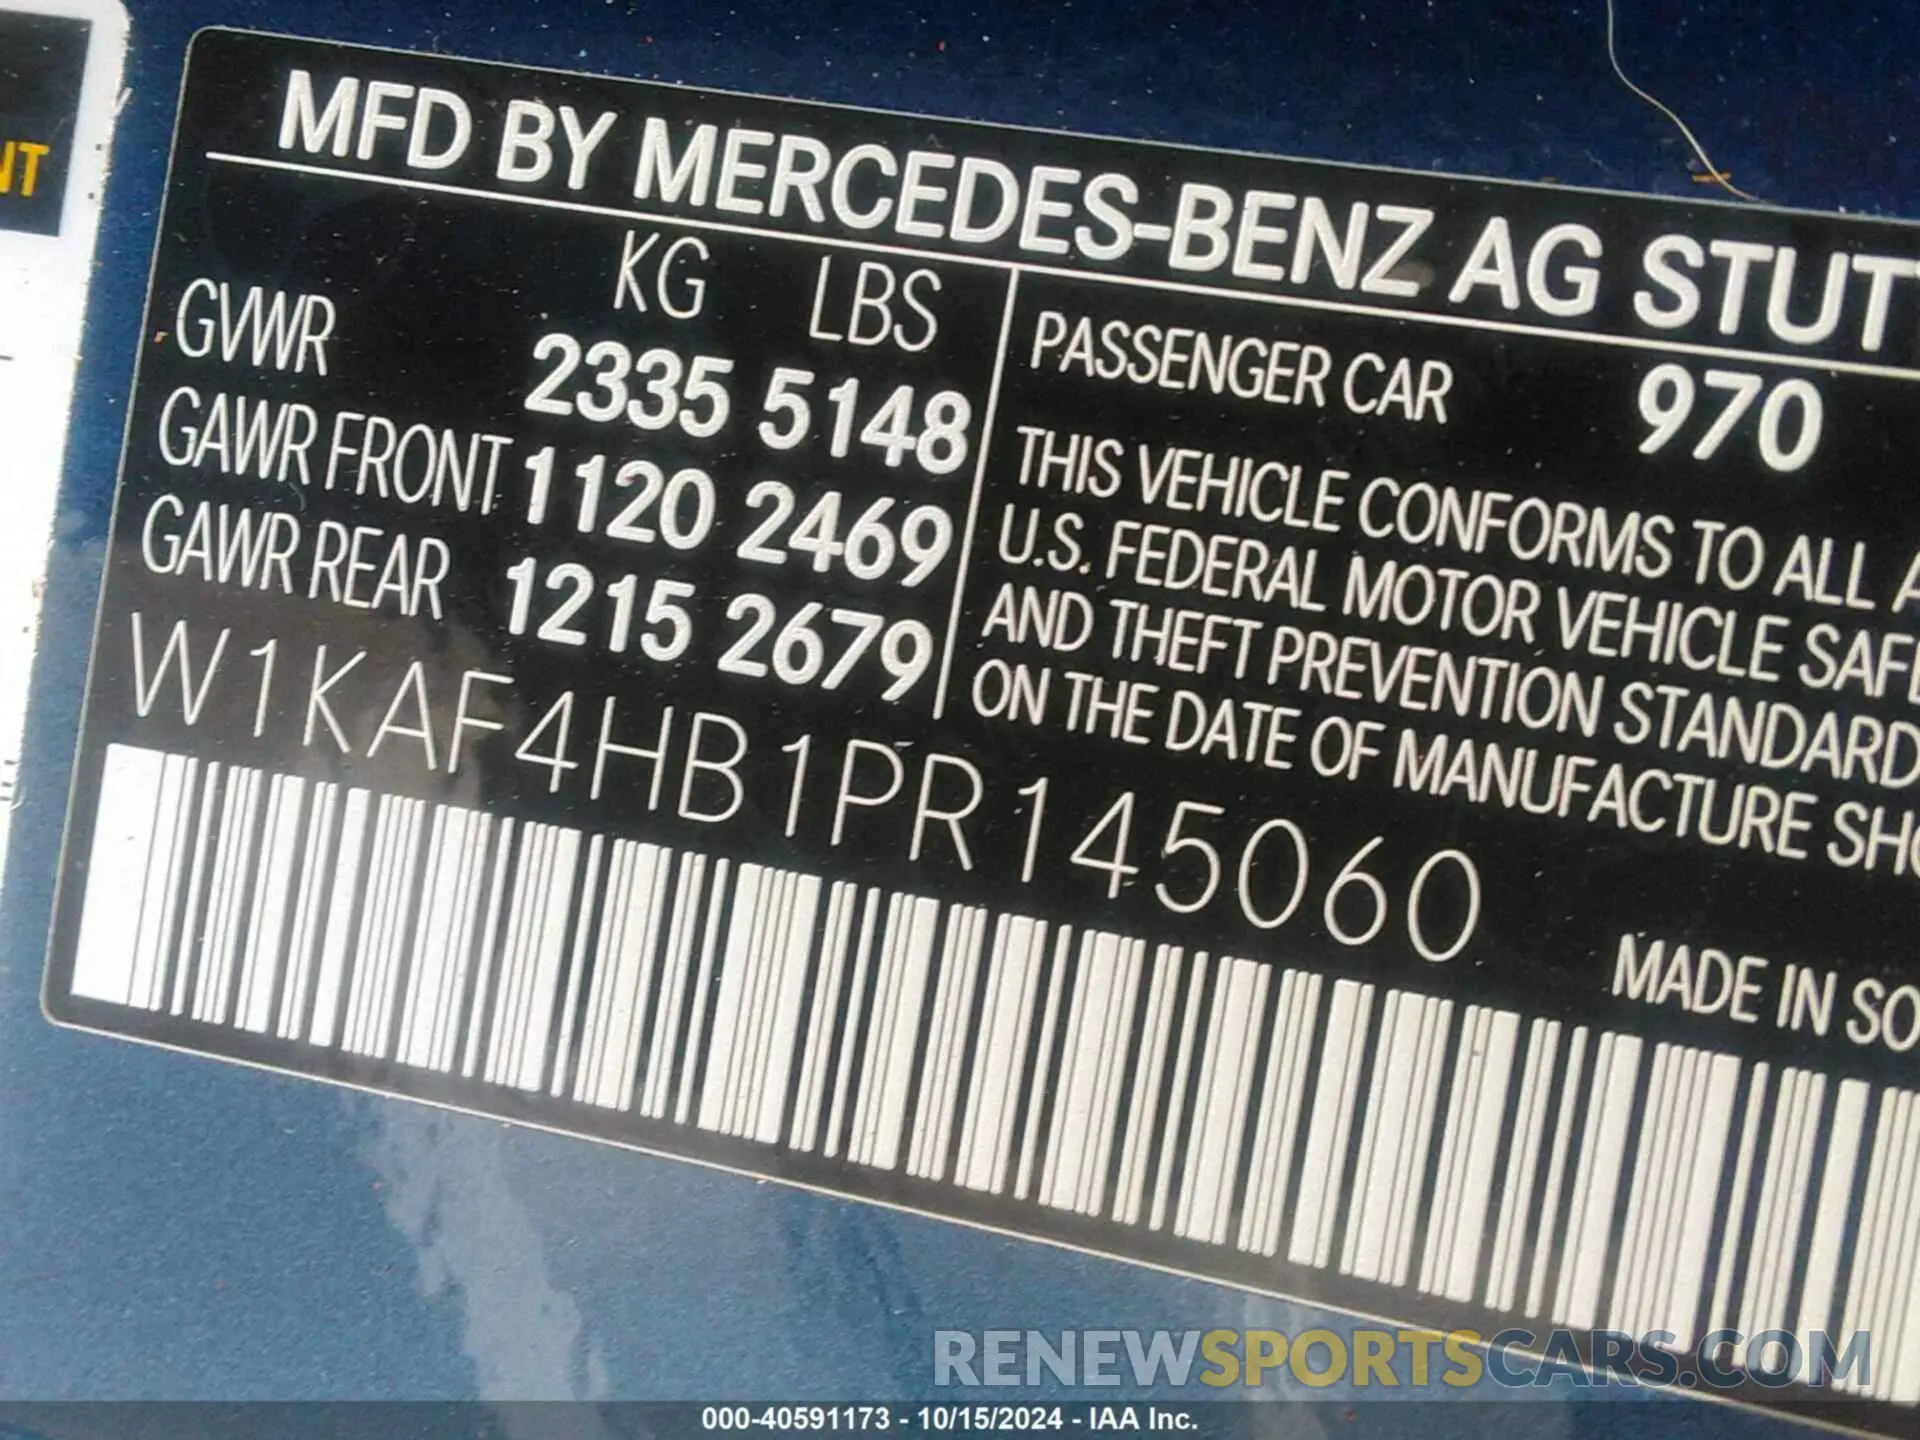 NT
MFD BY MERCEDES-BENZ AG STUT
KG LBS
GVWR 2335 5148
GAWR FRONT 1120 2469
GAWR REAR 1215 2679
PASSENGER CAR 970
THIS VEHICLE CONFORMS TO ALL A
U.S. FEDERAL MOTOR VEHICLE SAFE
AND THEFT PREVENTION STANDARD
ON THE DATE OF MANUFACTURE SHO
W1KAF4HB1PR145060
MADE IN SO
RENEWSPORTSCARS.COM
000-40591173 - 10/15/2024 - IAA Inc.